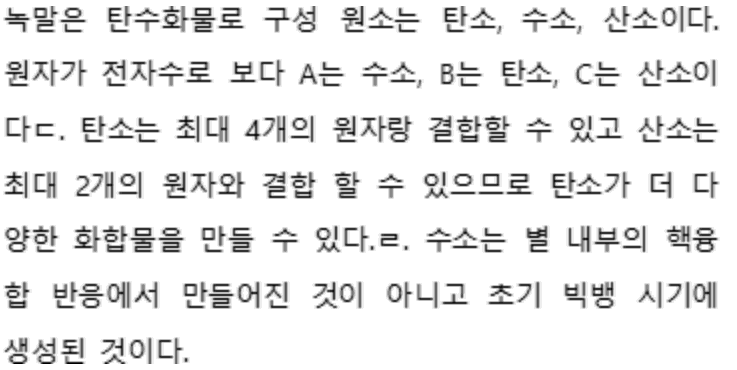 녹말은 탄수화물로 구성 원소는 탄소, 수소, 산소이다.
원자가 전자수로 보다 A는 수소, B는 탄소, C는 산소이
다ㄷ. 탄소는 최대 4개의 원자랑 결합할 수 있고 산소는
최대 2개의 원자와 결합 할 수 있으므로 탄소가 더 다
양한 화합물을 만들 수 있다.ㄹ. 수소는 별 내부의 핵융
합 반응에서 만들어진 것이 아니고 초기 빅뱅 시기에
생성된 것이다.